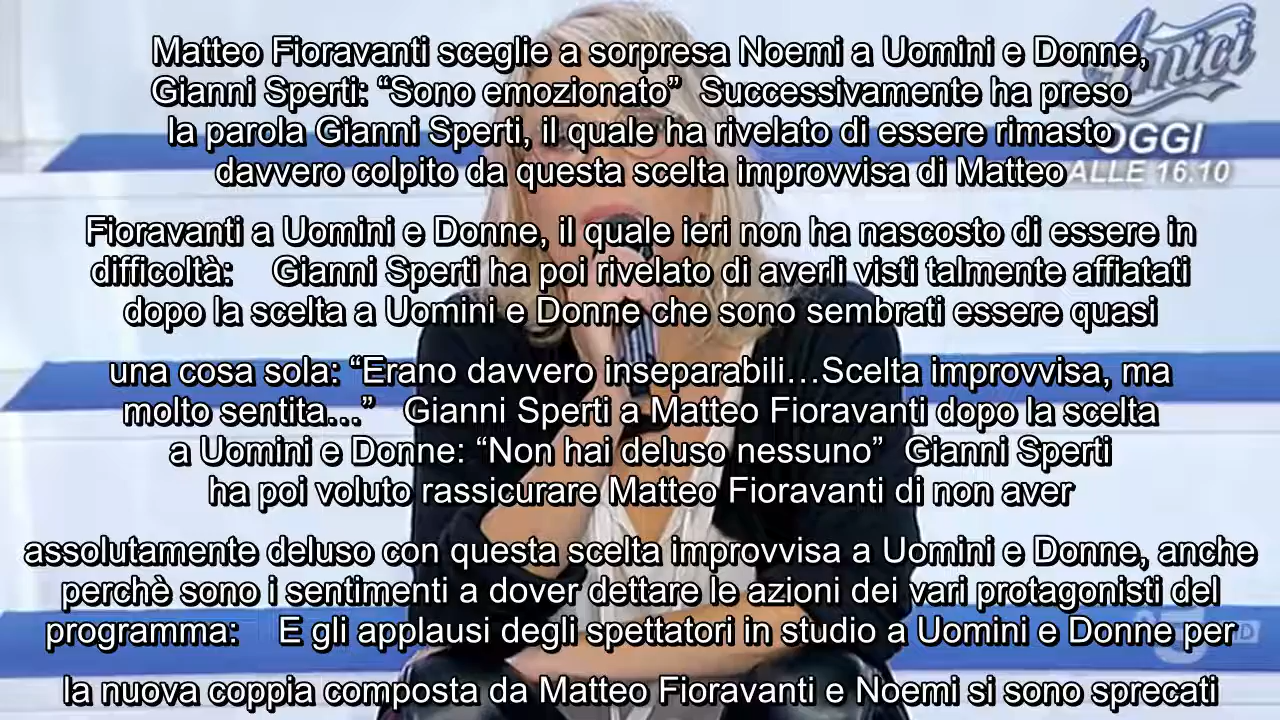 Matteo Fioravanti sceglie a sorpresa Noemi a Uomini e Donne,
Gianni Sperti: “Sono emozionato”  Successivamente ha preso
la parola Gianni Sperti, il quale ha rivelato di essere rimasto
davvero colpito da questa scelta improvvisa di Matteo
Fioravanti a Uomini e Donne, il quale ieri non ha nascosto di essere in
difficoltà:    Gianni Sperti ha poi rivelato di averli visti talmente affiatati
dopo la scelta a Uomini e Donne che sono sembrati essere quasi
una cosa sola: “Erano davvero inseparabili…Scelta improvvisa, ma
molto sentita…”   Gianni Sperti a Matteo Fioravanti dopo la scelta
a Uomini e Donne: “Non hai deluso nessuno”  Gianni Sperti
ha poi voluto rassicurare Matteo Fioravanti di non aver
assolutamente deluso con questa scelta improvvisa a Uomini e Donne, anche
perchè sono i sentimenti a dover dettare le azioni dei vari protagonisti del
programma:    E gli applausi degli spettatori in studio a Uomini e Donne per
la nuova coppia composta da Matteo Fioravanti e Noemi si sono sprecati
Amici
OGGI
ALLE 16.10